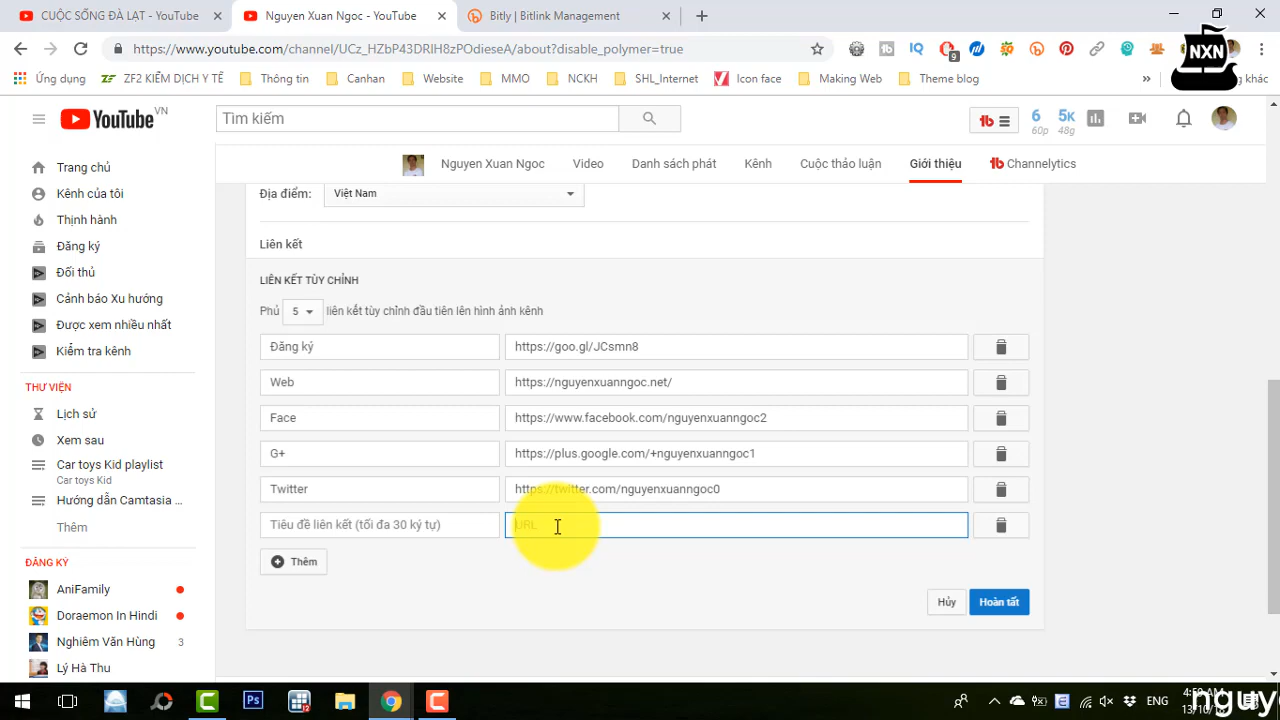 CUỘC SỐNG ĐÀ LẠT - YouTube
Nguyen Xuan Ngoc - YouTube
Bitly | Bitlink Management
https://www.youtube.com/channel/UCz_HZbP43DRIH8zPOdieseA/about?disable_polymer=true
9
NXN
Ứng dụng
ZF2 KIỂM DỊCH Y TẾ
Thông tin
Canhan
Website
MMO
NCKH
SHL_Internet
Icon face
Making Web
Theme blog
»
khác
YouTube VN
Tìm kiếm
tb
6
60p
5K
48g
Nguyen Xuan Ngoc
Video
Danh sách phát
Kênh
Cuộc thảo luận
Giới thiệu
tb Channelytics
Trang chủ
Kênh của tôi
Thịnh hành
Đăng ký
Đối thủ
Cảnh báo Xu hướng
Được xem nhiều nhất
Kiểm tra kênh
THƯ VIỆN
Lịch sử
Xem sau
Car toys Kid playlist
Car toys Kid
Hướng dẫn Camtasia ...
Thêm
ĐĂNG KÝ
AniFamily
Doraemon In Hindi
Nghiêm Văn Hùng 3
Lý Hà Thu
Địa điểm: Việt Nam
Liên kết
LIÊN KẾT TÙY CHỈNH
Phủ 5 liên kết tùy chỉnh đầu tiên lên hình ảnh kênh
Đăng ký https://goo.gl/JCsmn8
Web https://nguyenxuanngoc.net/
Face https://www.facebook.com/nguyenxuanngoc2
G+ https://plus.google.com/+nguyenxuanngoc1
Twitter https://twitter.com/nguyenxuanngoc0
Tiêu đề liên kết (tối đa 30 ký tự) URL
Thêm
Hủy
Hoàn tất
Ps
ENG